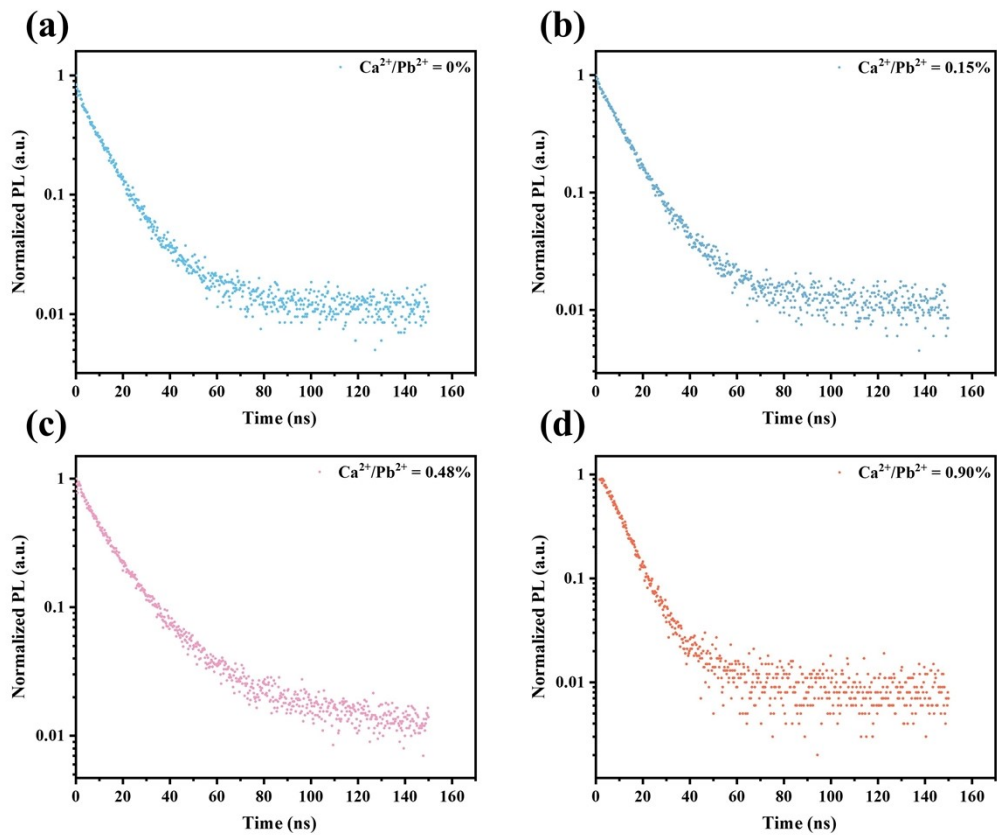 (a)
Ca²⁺/Pb²⁺ = 0%
1
0.1
0.01
Normalized PL (a.u.)
0 20 40 60 80 100 120 140 160
Time (ns)
(b)
Ca²⁺/Pb²⁺ = 0.15%
1
0.1
0.01
Normalized PL (a.u.)
0 20 40 60 80 100 120 140 160
Time (ns)
(c)
Ca²⁺/Pb²⁺ = 0.48%
1
0.1
0.01
Normalized PL (a.u.)
0 20 40 60 80 100 120 140 160
Time (ns)
(d)
Ca²⁺/Pb²⁺ = 0.90%
1
0.1
0.01
Normalized PL (a.u.)
0 20 40 60 80 100 120 140 160
Time (ns)